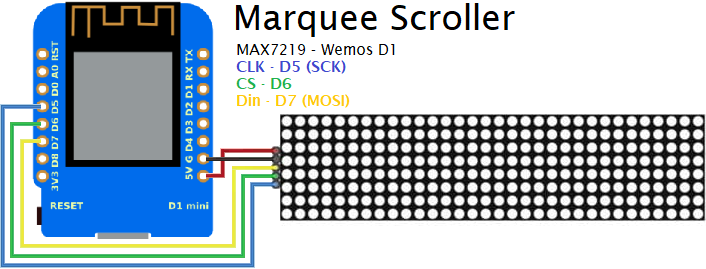 Marquee Scroller
MAX7219 - Wemos D1
CLK - D5 (SCK)
CS - D6
Din - D7 (MOSI)
RST
A0
D0
D5
D6
D7
D8
3V3
TX
RX
D1
D2
D3
D4
G
5V
RESET
D1 mini